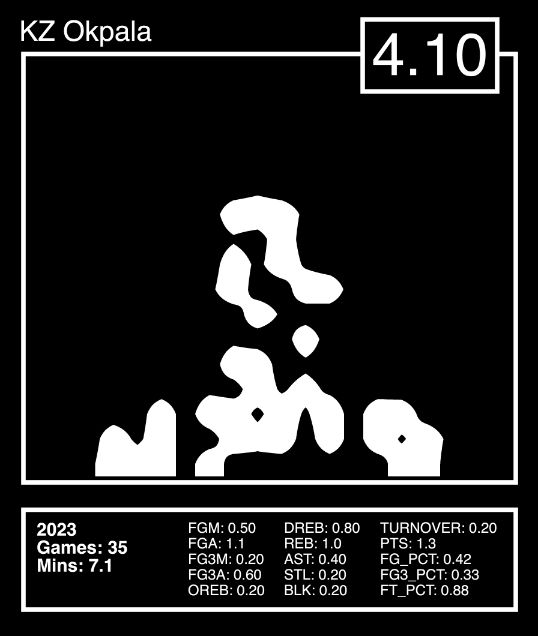 KZ Okpala
4.10
2023
Games: 35
Mins: 7.1
FGM: 0.50
FGA: 1.1
FG3M: 0.20
FG3A: 0.60
OREB: 0.20
DREB: 0.80
REB: 1.0
AST: 0.40
STL: 0.20
BLK: 0.20
TURNOVER: 0.20
PTS: 1.3
FG_PCT: 0.42
FG3_PCT: 0.33
FT_PCT: 0.88